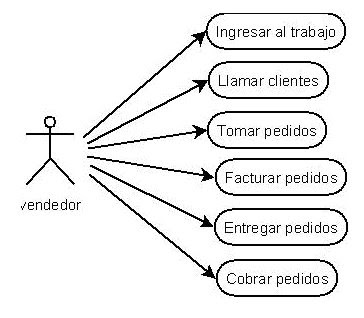 Ingresar al trabajo
Llamar clientes
Tomar pedidos
Facturar pedidos
Entregar pedidos
Cobrar pedidos
vendedor